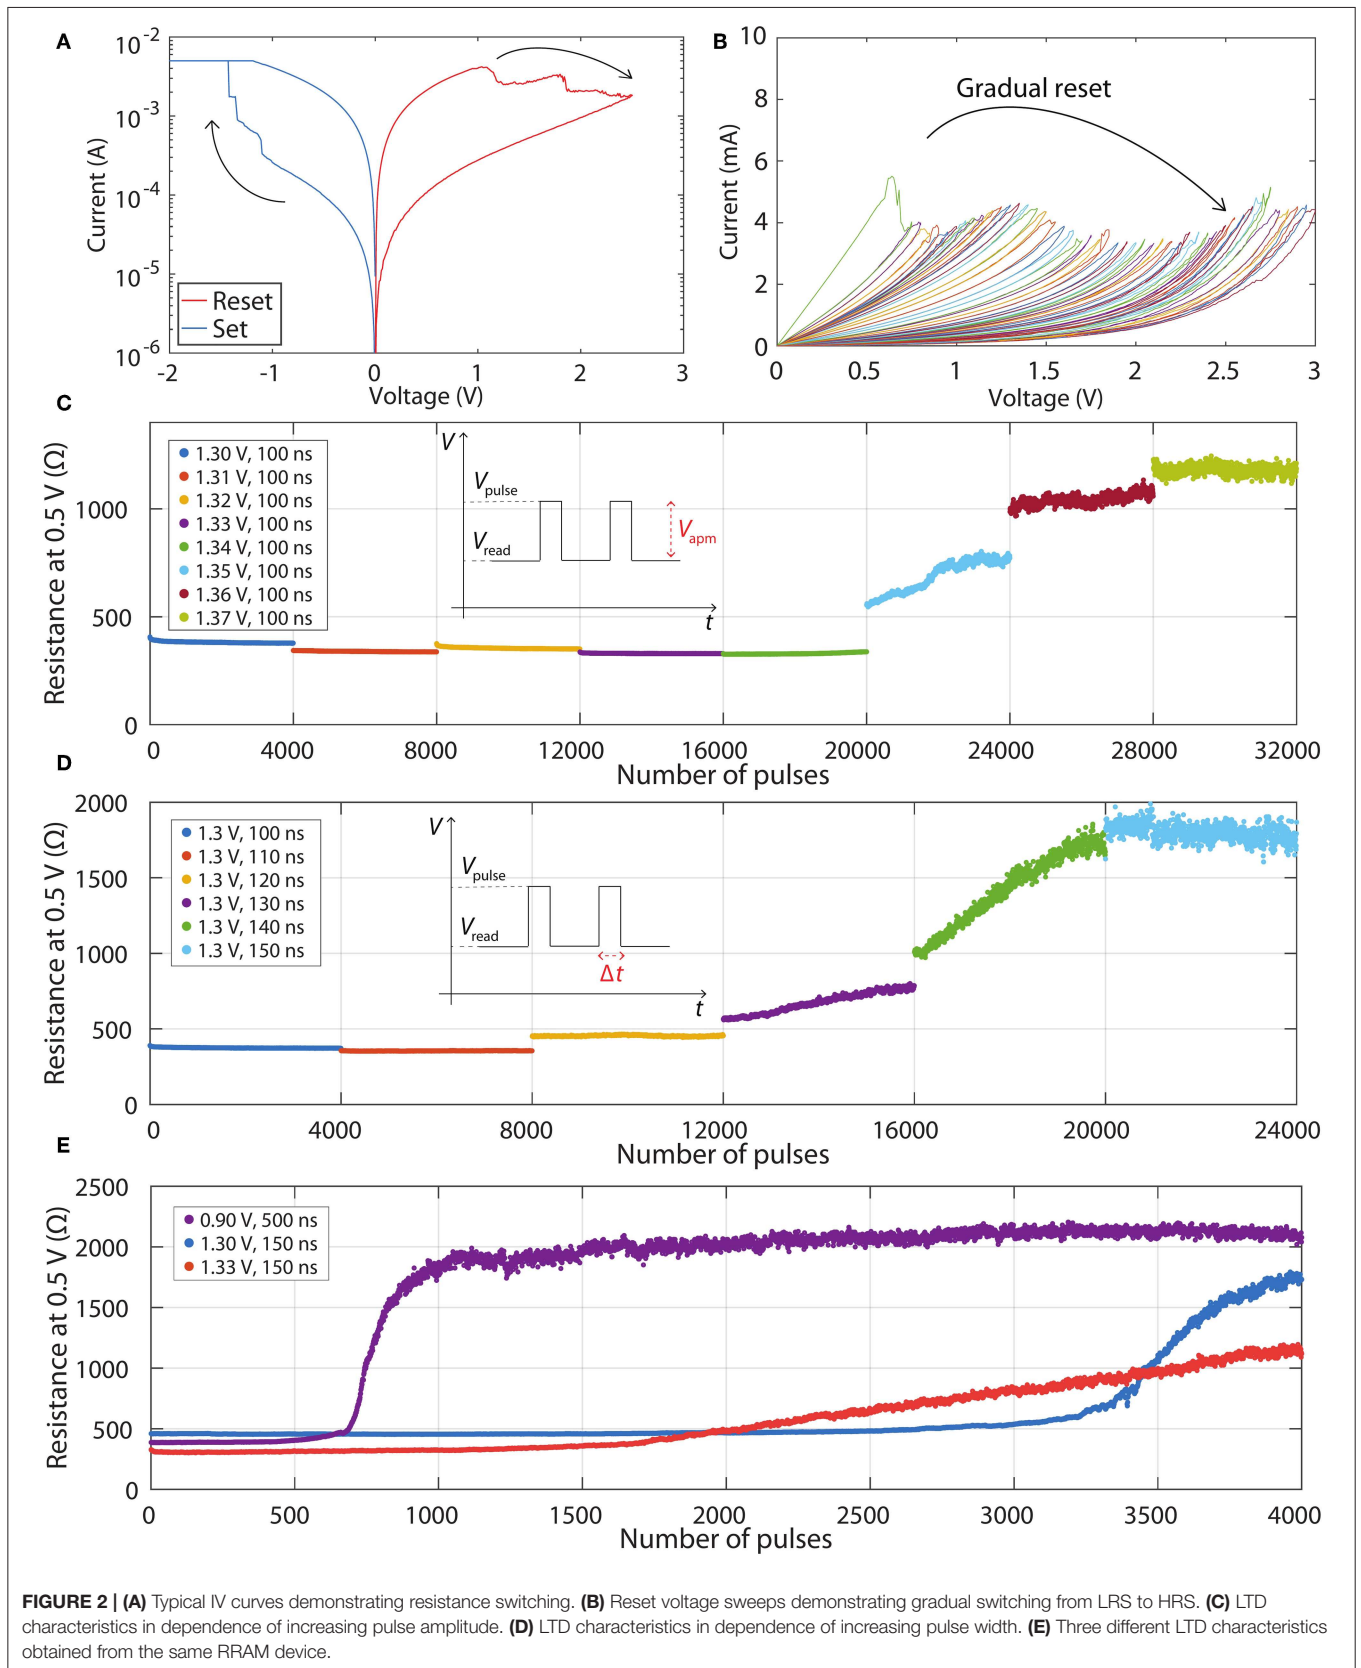 A
10^-2
10^-3
10^-4
10^-5
10^-6
Current (A)
Reset
Set
-2 -1 0 1 2 3
Voltage (V)
B
10
8
6
4
2
0
Current (mA)
Gradual reset
0 0.5 1 1.5 2 2.5 3
Voltage (V)
C
Resistance at 0.5 V (Ω)
1000
500
0
1.30 V, 100 ns
1.31 V, 100 ns
1.32 V, 100 ns
1.33 V, 100 ns
1.34 V, 100 ns
1.35 V, 100 ns
1.36 V, 100 ns
1.37 V, 100 ns
V
Vpulse
Vread
Vapm
t
0 4000 8000 12000 16000 20000 24000 28000 32000
Number of pulses
D
Resistance at 0.5 V (Ω)
2000
1500
1000
500
0
1.3 V, 100 ns
1.3 V, 110 ns
1.3 V, 120 ns
1.3 V, 130 ns
1.3 V, 140 ns
1.3 V, 150 ns
V
Vpulse
Vread
Δt
t
0 4000 8000 12000 16000 20000 24000
Number of pulses
E
Resistance at 0.5 V (Ω)
2500
2000
1500
1000
500
0
0.90 V, 500 ns
1.30 V, 150 ns
1.33 V, 150 ns
0 500 1000 1500 2000 2500 3000 3500 4000
Number of pulses
FIGURE 2 | (A) Typical IV curves demonstrating resistance switching. (B) Reset voltage sweeps demonstrating gradual switching from LRS to HRS. (C) LTD
characteristics in dependence of increasing pulse amplitude. (D) LTD characteristics in dependence of increasing pulse width. (E) Three different LTD characteristics
obtained from the same RRAM device.